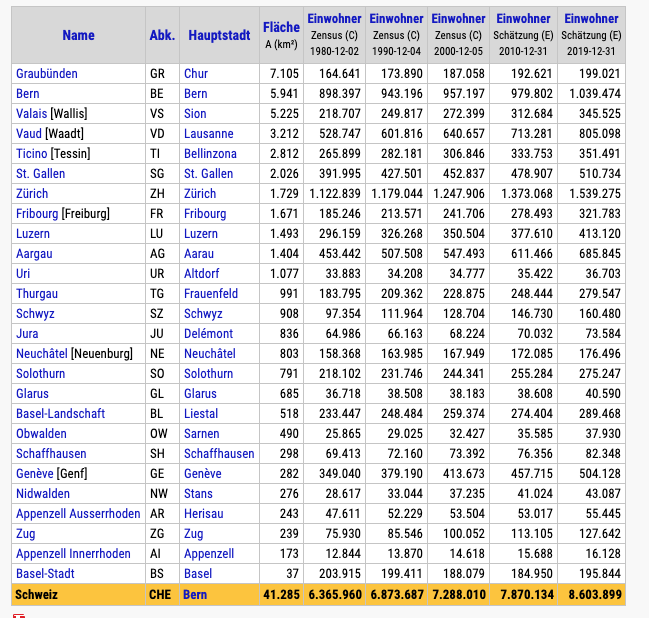 Name Abk. Hauptstadt Fläche A (km²) Einwohner Zensus (C) 1980-12-02 Einwohner Zensus (C) 1990-12-04 Einwohner Zensus (C) 2000-12-05 Einwohner Schätzung (E) 2010-12-31 Einwohner Schätzung (E) 2019-12-31
Graubünden GR Chur 7.105 164.641 173.890 187.058 192.621 199.021
Bern BE Bern 5.941 898.397 943.196 957.197 979.802 1.039.474
Valais [Wallis] VS Sion 5.225 218.707 249.817 272.399 312.684 345.525
Vaud [Waadt] VD Lausanne 3.212 528.747 601.816 640.657 713.281 805.098
Ticino [Tessin] TI Bellinzona 2.812 265.899 282.181 306.846 333.753 351.491
St. Gallen SG St. Gallen 2.026 391.995 427.501 452.837 478.907 510.734
Zürich ZH Zürich 1.729 1.122.839 1.179.044 1.247.906 1.373.068 1.539.275
Fribourg [Freiburg] FR Fribourg 1.671 185.246 213.571 241.706 278.493 321.783
Luzern LU Luzern 1.493 296.159 326.268 350.504 377.610 413.120
Aargau AG Aarau 1.404 453.442 507.508 547.493 611.466 685.845
Uri UR Altdorf 1.077 33.883 34.208 34.777 35.422 36.703
Thurgau TG Frauenfeld 991 183.795 209.362 228.875 248.444 279.547
Schwyz SZ Schwyz 908 97.354 111.964 128.704 146.730 160.480
Jura JU Delémont 836 64.986 66.163 68.224 70.032 73.584
Neuchâtel [Neuenburg] NE Neuchâtel 803 158.368 163.985 167.949 172.085 176.496
Solothurn SO Solothurn 791 218.102 231.746 244.341 255.284 275.247
Glarus GL Glarus 685 36.718 38.508 38.183 38.608 40.590
Basel-Landschaft BL Liestal 518 233.447 248.484 259.374 274.404 289.468
Obwalden OW Sarnen 490 25.865 29.025 32.427 35.585 37.930
Schaffhausen SH Schaffhausen 298 69.413 72.160 73.392 76.356 82.348
Genève [Genf] GE Genève 282 349.040 379.190 413.673 457.715 504.128
Nidwalden NW Stans 276 28.617 33.044 37.235 41.024 43.087
Appenzell Ausserrhoden AR Herisau 243 47.611 52.229 53.504 53.017 55.445
Zug ZG Zug 239 75.930 85.546 100.052 113.105 127.642
Appenzell Innerrhoden AI Appenzell 173 12.844 13.870 14.618 15.688 16.128
Basel-Stadt BS Basel 37 203.915 199.411 188.079 184.950 195.844
Schweiz CHE Bern 41.285 6.365.960 6.873.687 7.288.010 7.870.134 8.603.899